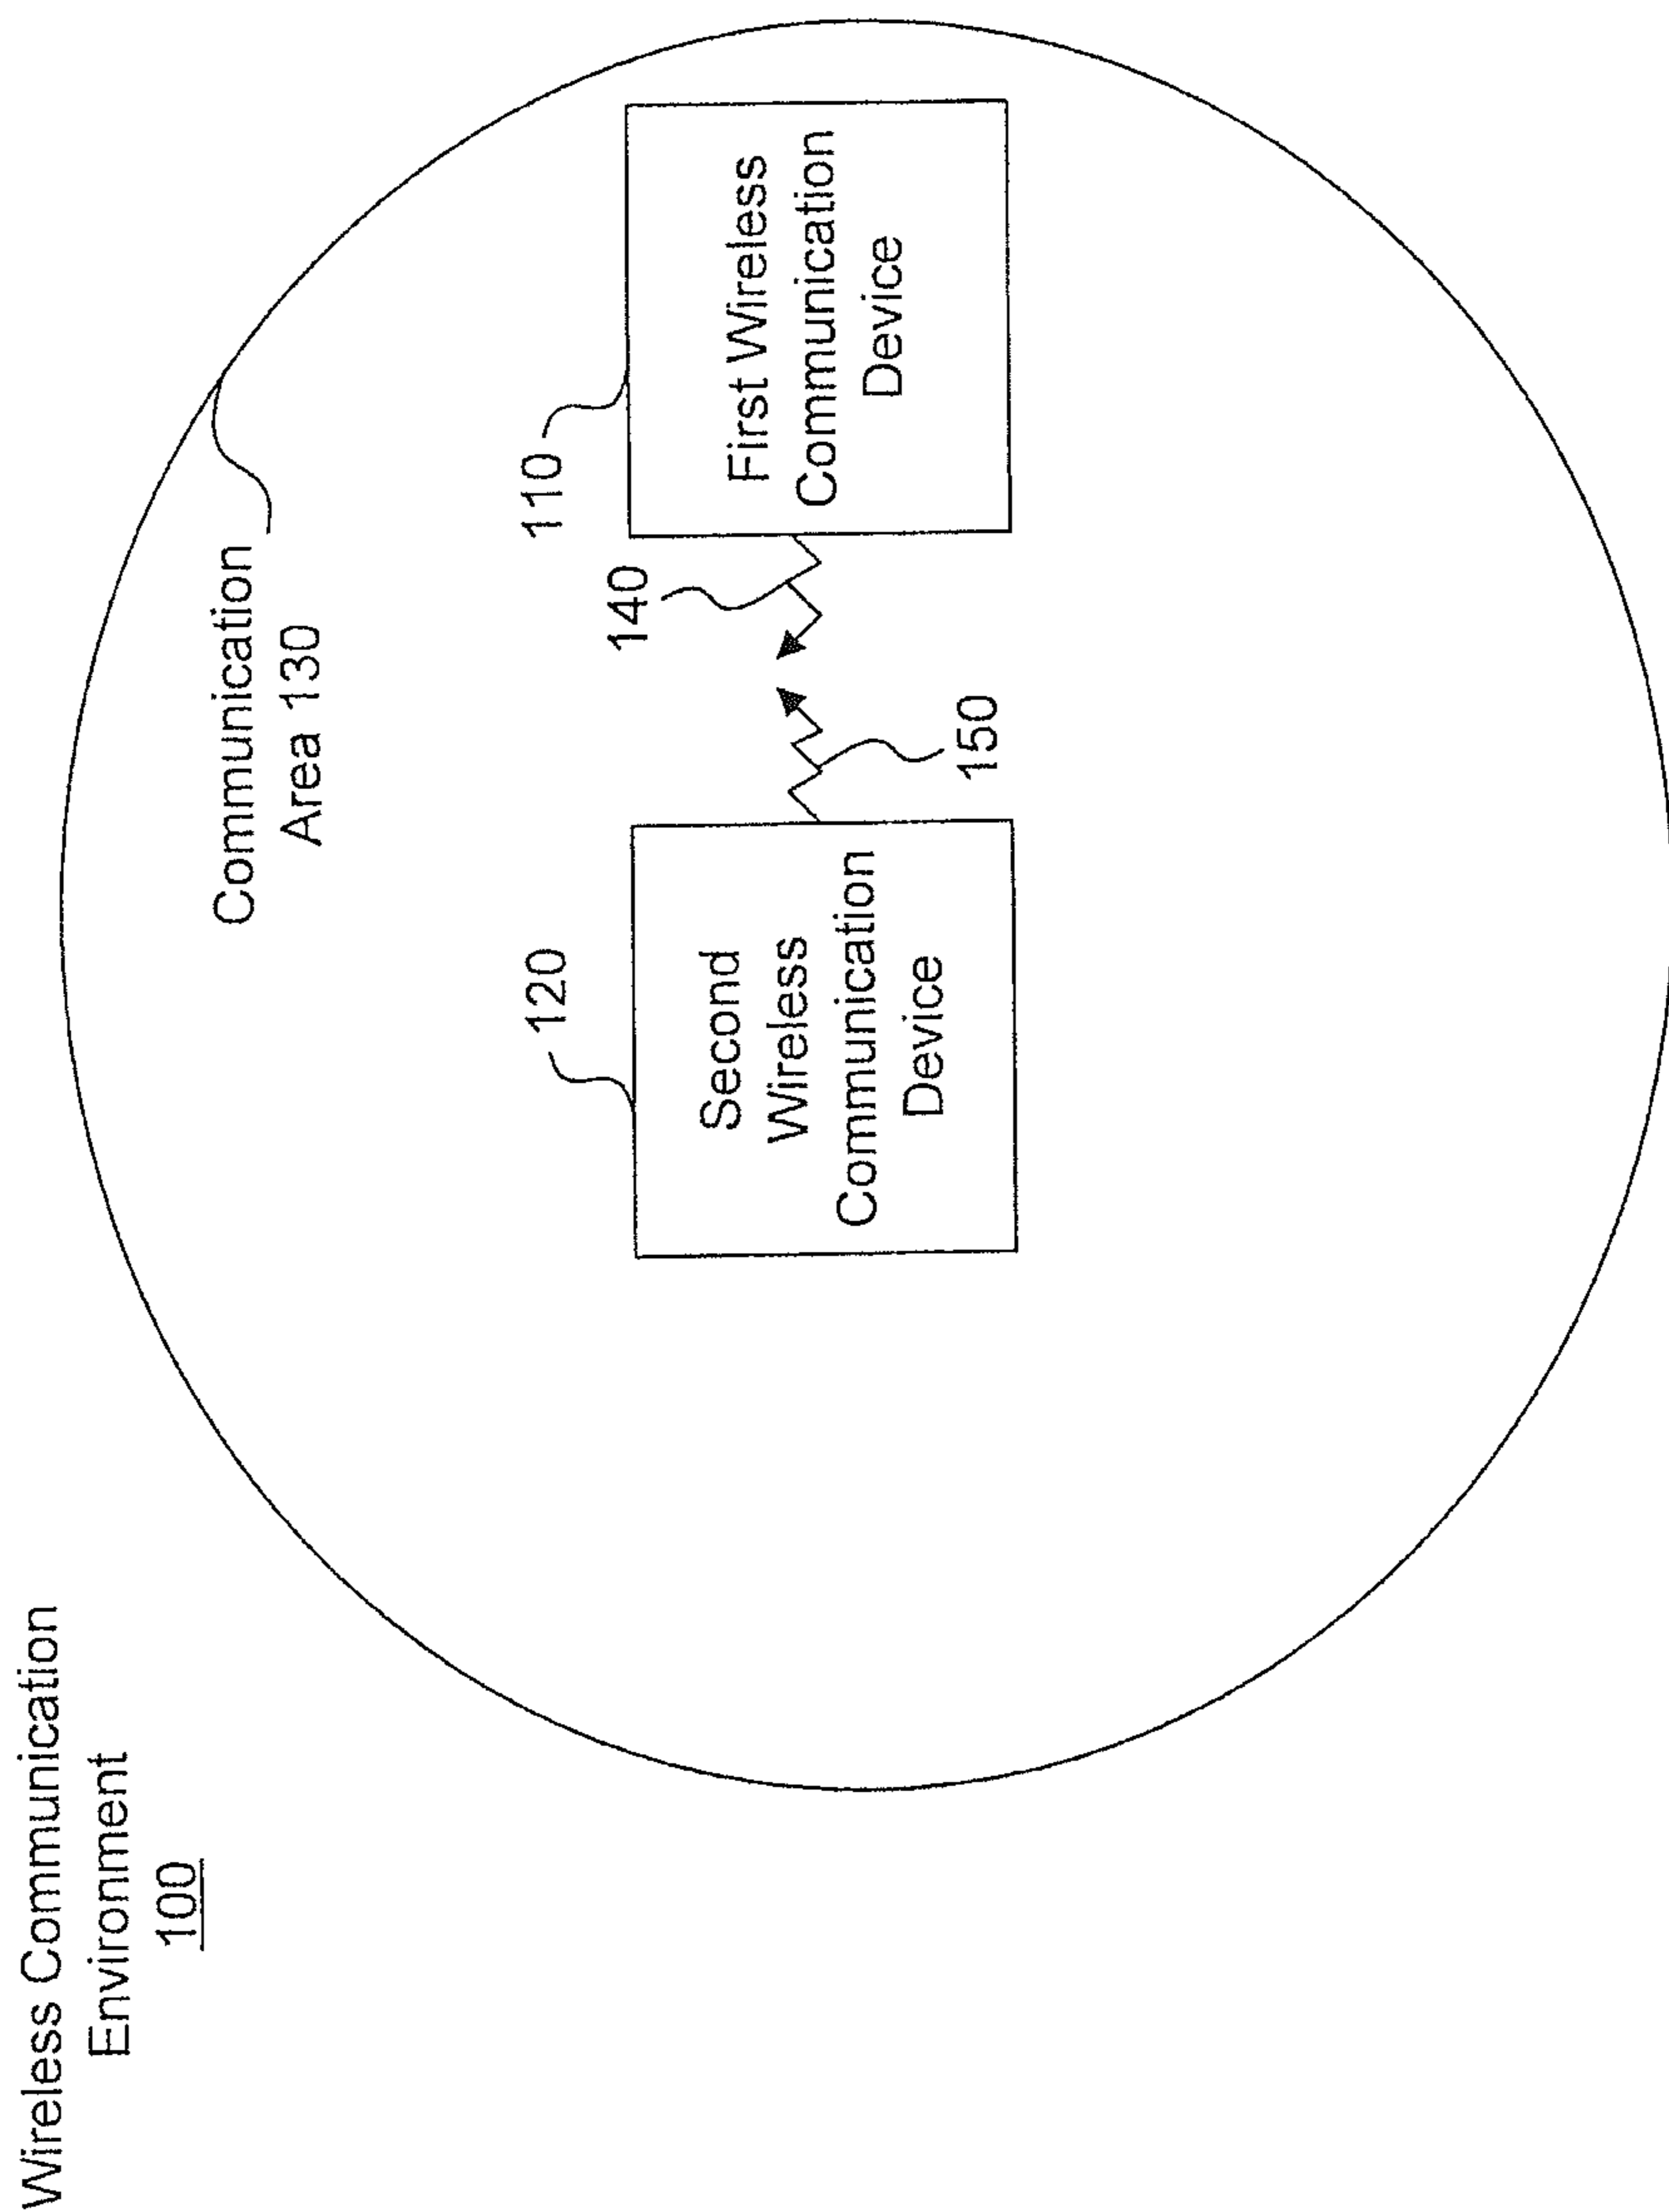 Wireless Communication
Environment
100
Communication
Area 130
120
110
Second
Wireless
Communication
Device
140
150
First Wireless
Communication
Device